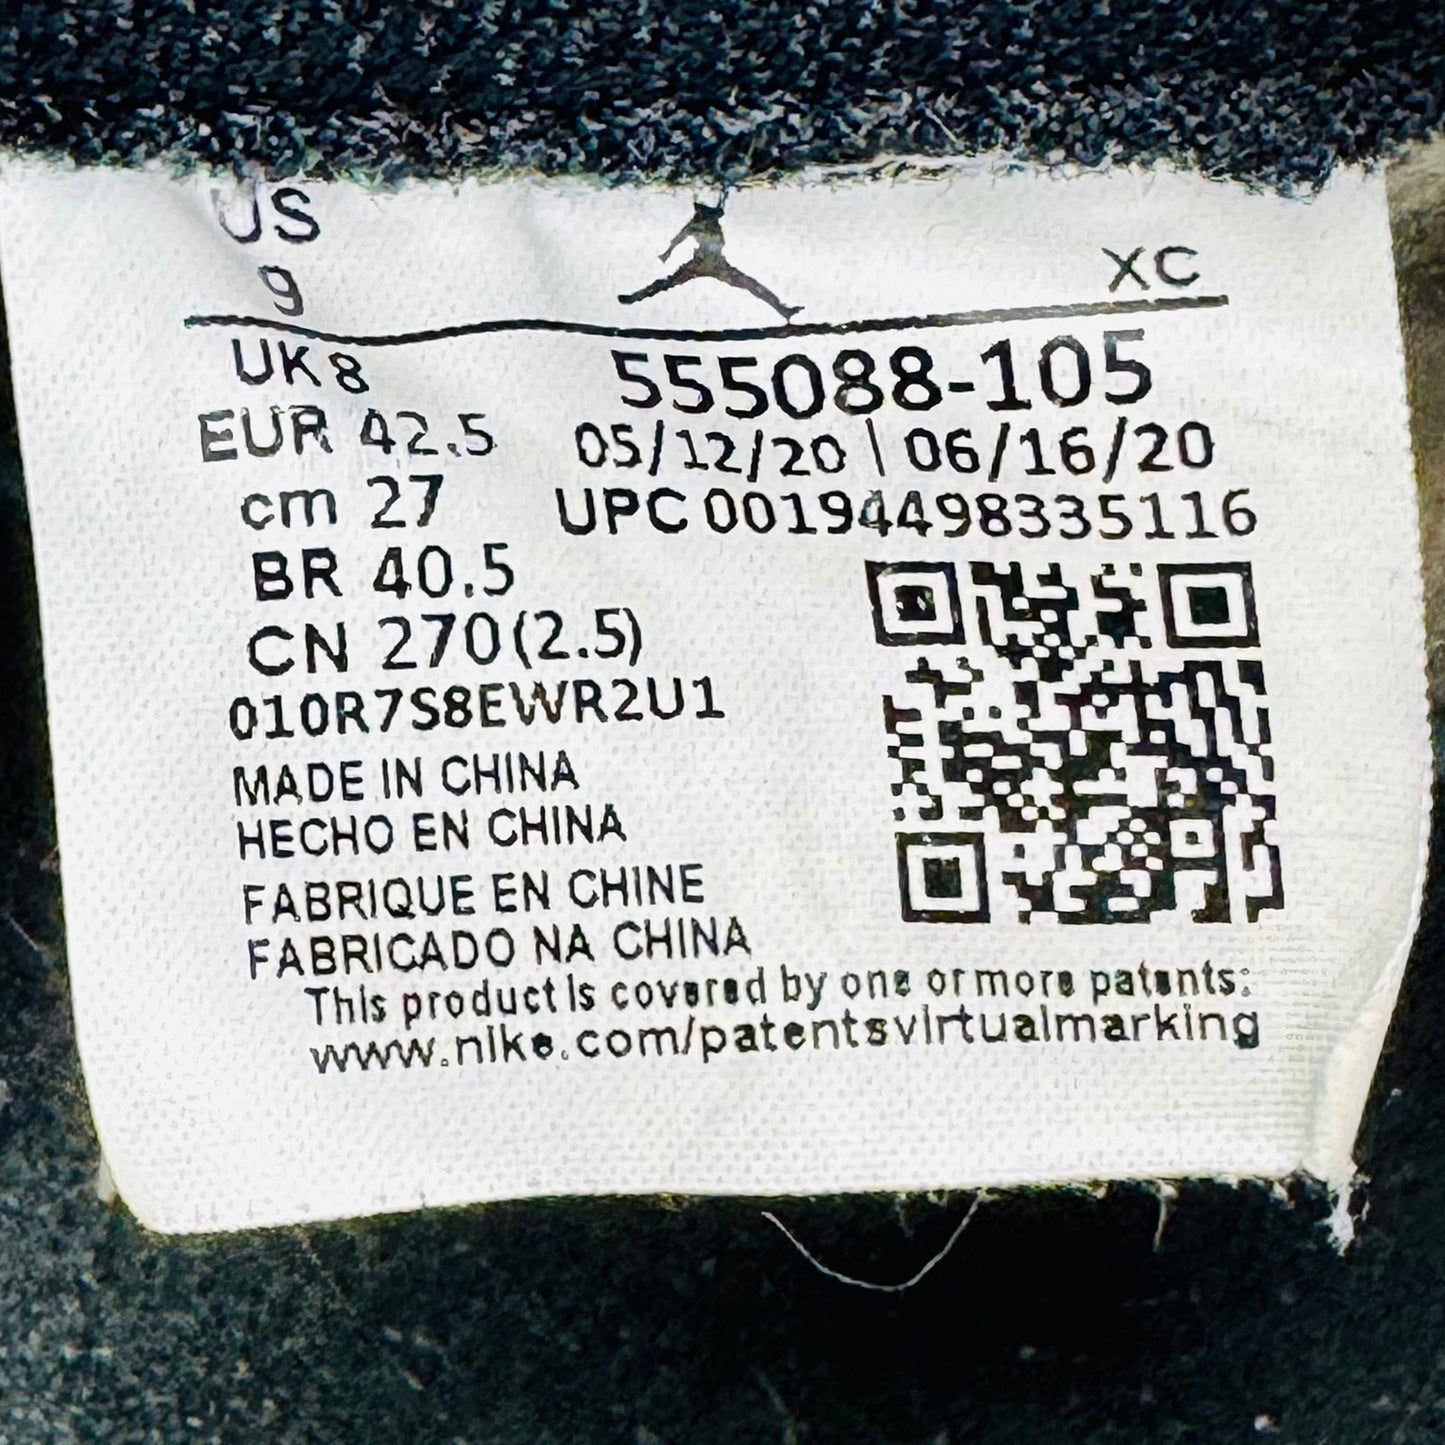 US
9
XC
UK 8
555088-105
EUR 42.5
05/12/20 | 06/16/20
cm 27
UPC 00194498335116
BR 40.5
CN 270(2.5)
010R7S8EWR2U1
MADE IN CHINA
HECHO EN CHINA
FABRIQUE EN CHINE
FABRICADO NA CHINA
This product is covered by one or more patents:
www.nike.com/patentsvirtualmarking